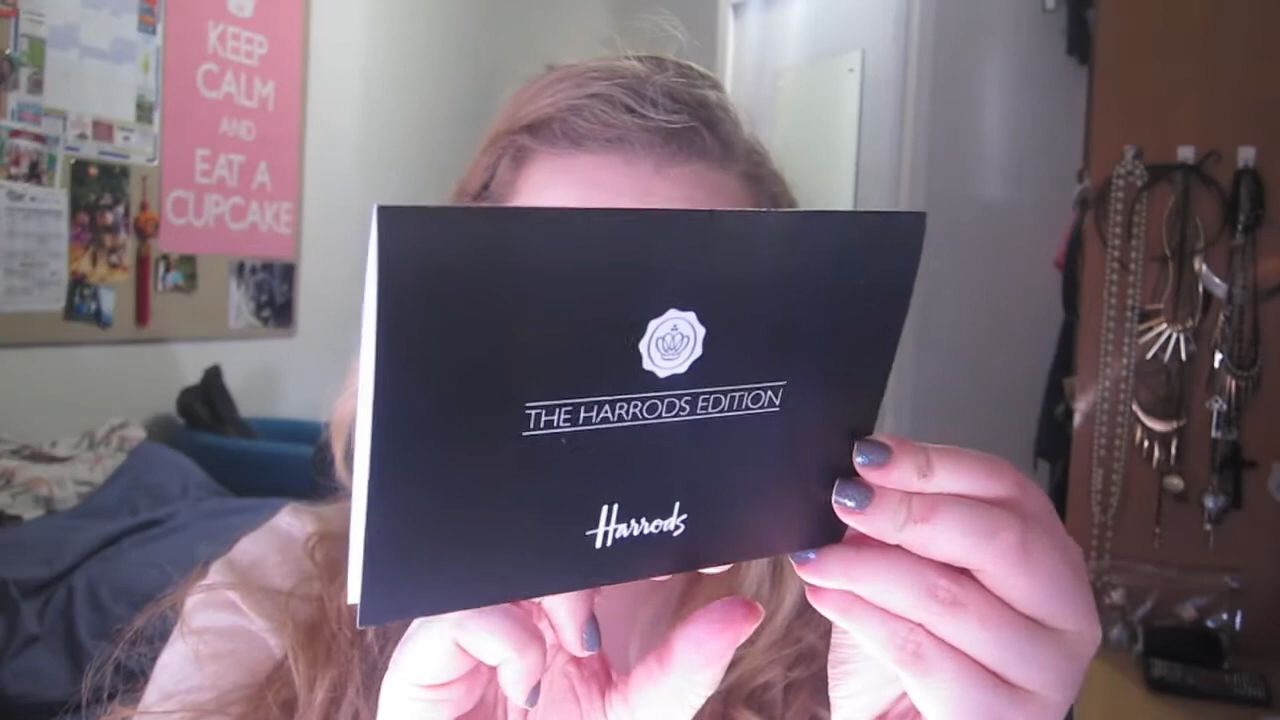 KEEP
CALM
AND
EAT A
CUPCAKE
THE HARRODS EDITION
Harrods